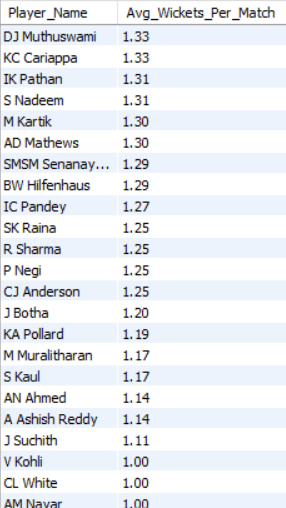 Player_Name Avg_Wickets_Per_Match
DJ Muthuswami 1.33
KC Cariappa 1.33
IK Pathan 1.31
S Nadeem 1.31
M Kartik 1.30
AD Mathews 1.30
SMSM Senanay... 1.29
BW Hilfenhaus 1.29
IC Pandey 1.27
SK Raina 1.25
R Sharma 1.25
P Negi 1.25
CJ Anderson 1.25
J Botha 1.20
KA Pollard 1.19
M Muralitharan 1.17
S Kaul 1.17
AN Ahmed 1.14
A Ashish Reddy 1.14
J Suchith 1.11
V Kohli 1.00
CL White 1.00
AM Nayar 1.00